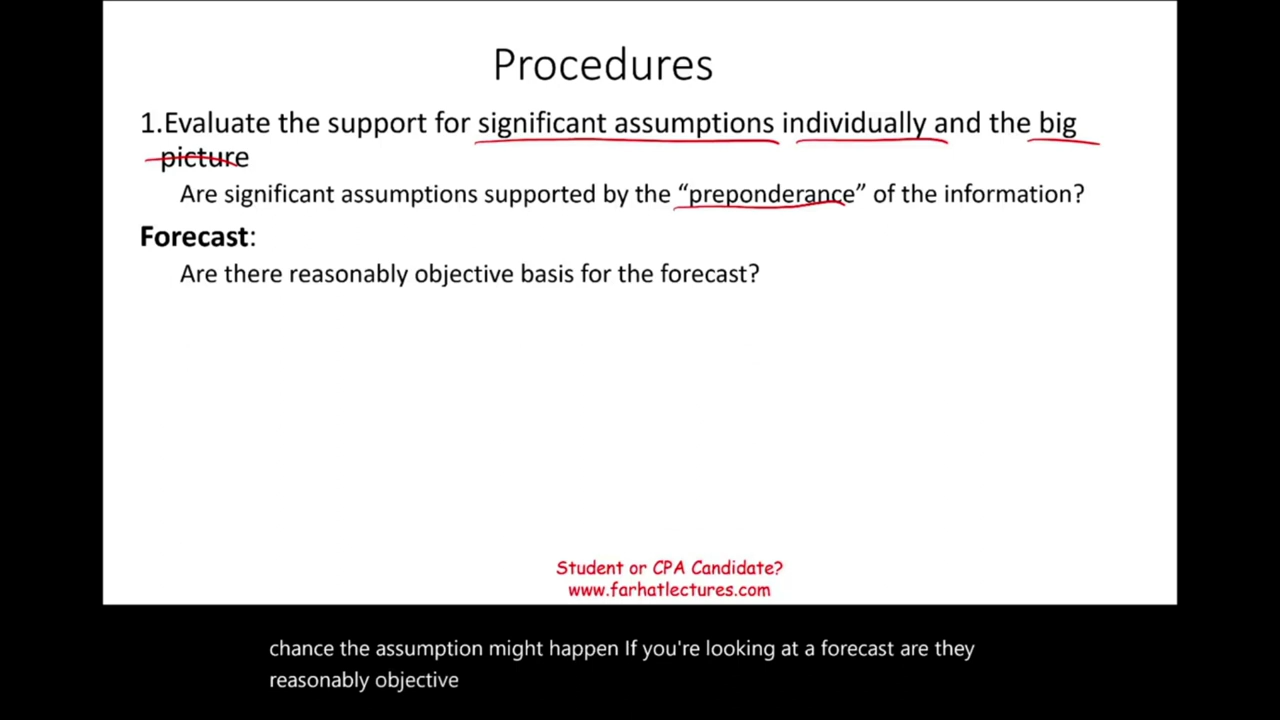 Procedures
1.Evaluate the support for significant assumptions individually and the big
picture
Are significant assumptions supported by the “preponderance” of the information?
Forecast:
Are there reasonably objective basis for the forecast?
Student or CPA Candidate?
www.farhatlectures.com
chance the assumption might happen If you're looking at a forecast are they
reasonably objective